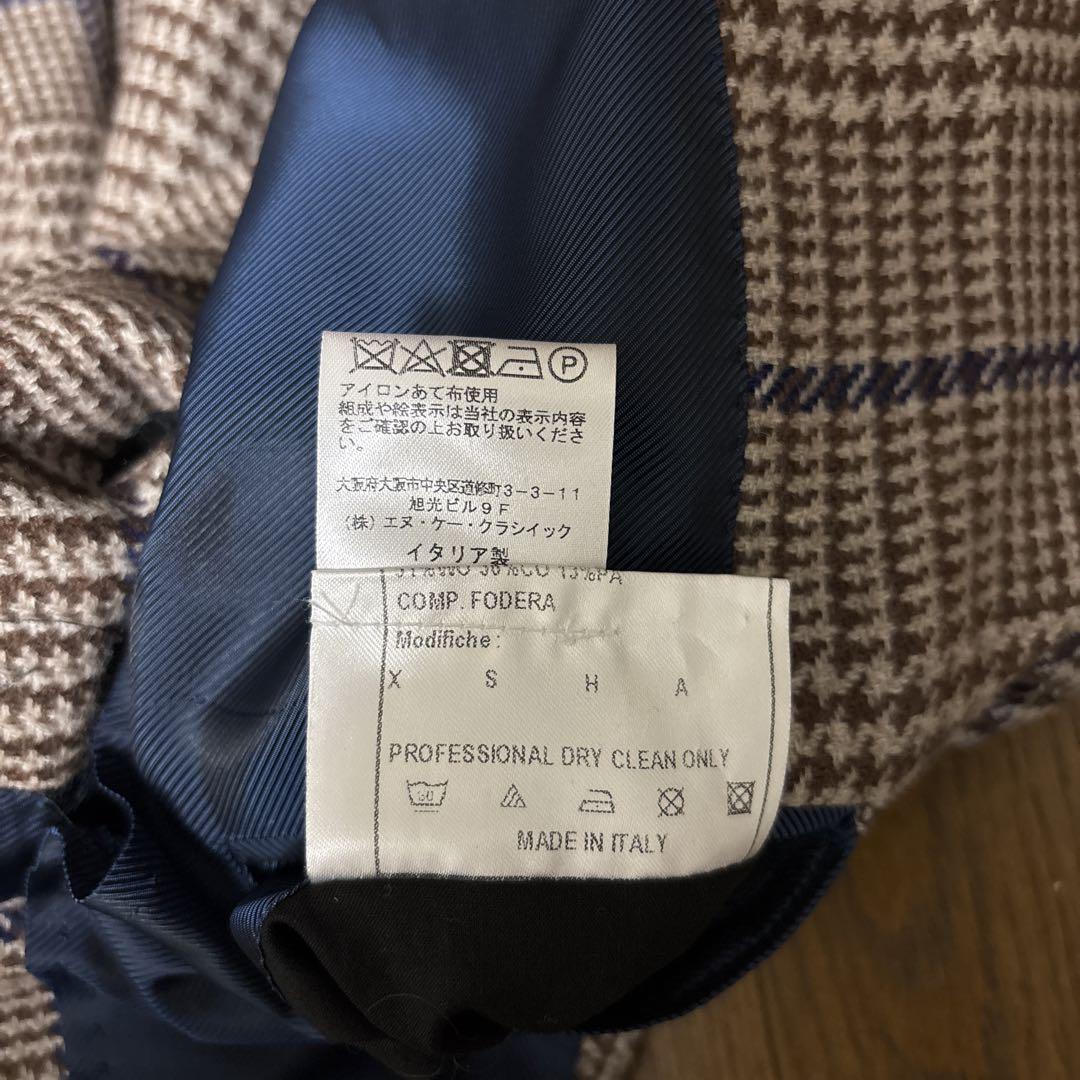 P
アイロンあて布使用
組成や絵表示は当社の表示内容
をご確認の上お取り扱いくださ
い。
大阪府大阪市中央区道修町3-3-11
旭光ビル9F
(株)エヌ・ケー・クラシイック
イタリア製
COMP. FODERA
Modifiche:
X S H A
PROFESSIONAL DRY CLEAN ONLY
MADE IN ITALY